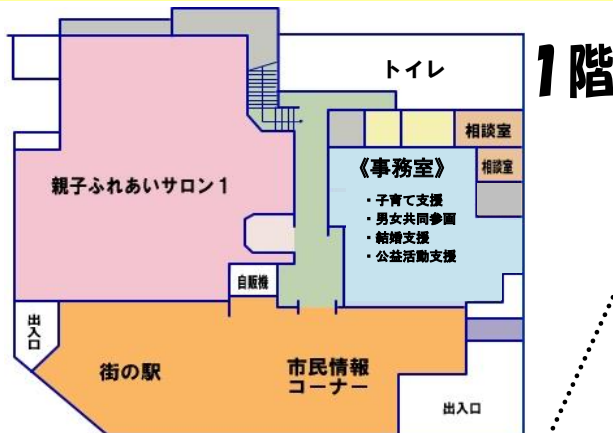 1階
トイレ
相談室
《事務室》
相談室
・子育て支援
・男女共同参画
・結婚支援
・公益活動支援
親子ふれあいサロン1
自販機
出入口
街の駅
市民情報
コーナー
出入口